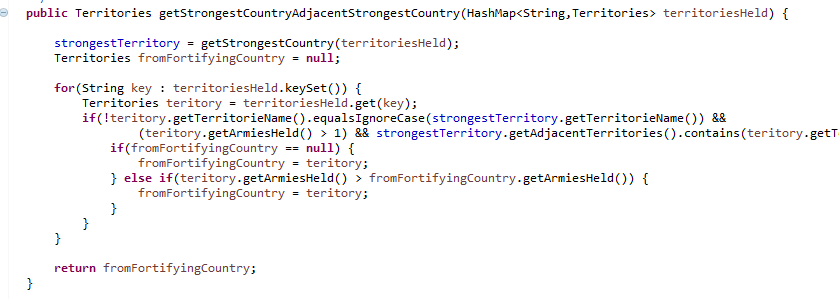 public Territories getStrongestCountryAdjacentStrongestCountry(HashMap<String,Territories> territoriesHeld) {
strongestTerritory = getStrongestCountry(territoriesHeld);
Territories fromFortifyingCountry = null;
for(String key : territoriesHeld.keySet()) {
Territories teritory = territoriesHeld.get(key);
if(!teritory.getTerritorieName().equalsIgnoreCase(strongestTerritory.getTerritorieName()) &&
(teritory.getArmiesHeld() > 1) && strongestTerritory.getAdjacentTerritories().contains(teritory.getT
if(fromFortifyingCountry == null) {
fromFortifyingCountry = teritory;
} else if(teritory.getArmiesHeld() > fromFortifyingCountry.getArmiesHeld()) {
fromFortifyingCountry = teritory;
}
}
}
return fromFortifyingCountry;
}